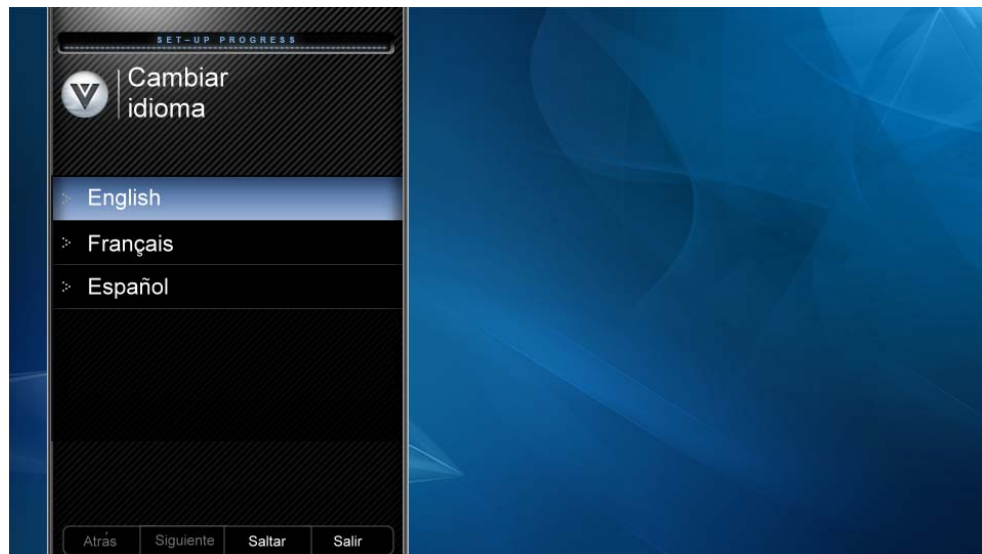 SET-UP PROGRESS
Cambiar
idioma
English
Français
Español
Atrás Siguiente Saltar Salir